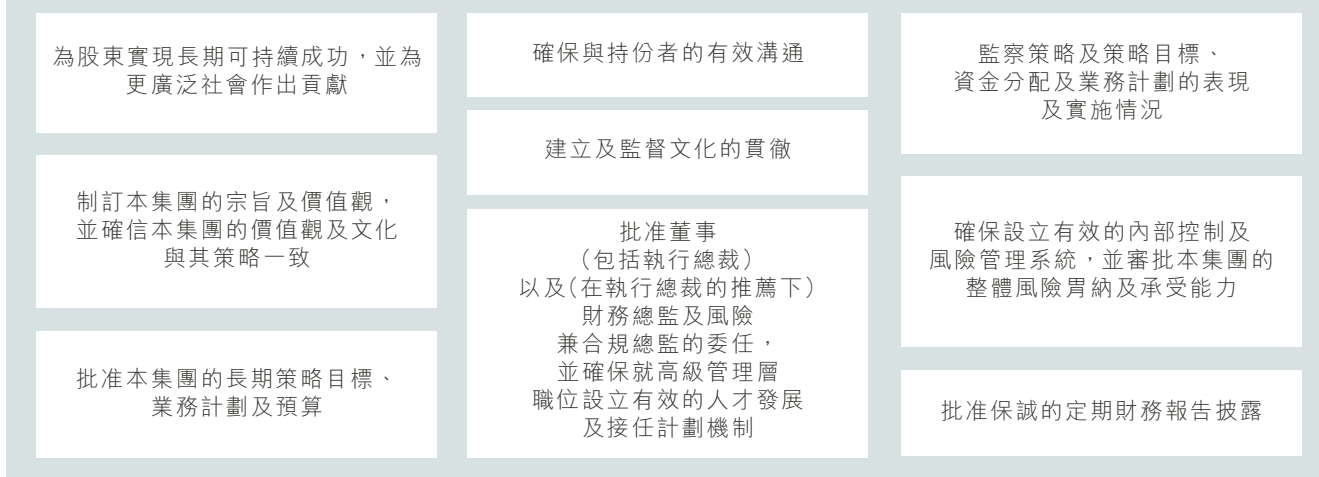 為股東實現長期可持續成功，並為
更廣泛社會作出貢獻
制訂本集團的宗旨及價值觀，
並確信本集團的價值觀及文化
與其策略一致
批准本集團的長期策略目標、
業務計劃及預算
確保與持份者的有效溝通
建立及監督文化的貫徹
批准董事
（包括執行總裁）
以及（在執行總裁的推薦下）
財務總監及風險
兼合規總監的委任，
並確保就高級管理層
職位設立有效的人才發展
及接任計劃機制
監察策略及策略目標、
資金分配及業務計劃的表現
及實施情況
確保設立有效的內部控制及
風險管理系統，並審批本集團的
整體風險胃納及承受能力
批准保誠的定期財務報告披露